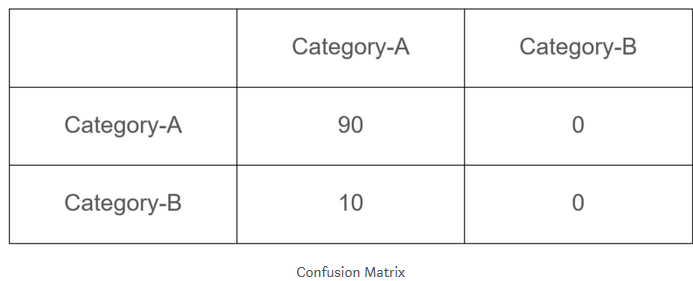 Category-A Category-B
Category-A 90 0
Category-B 10 0
Confusion Matrix